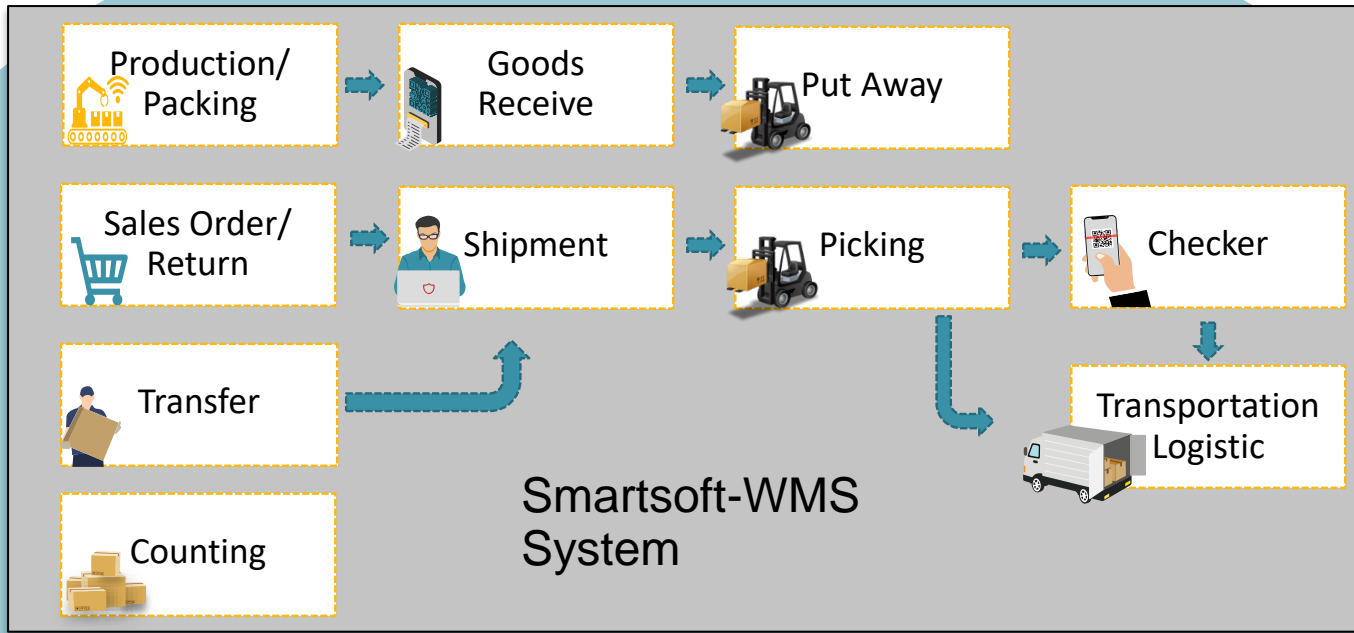 Production/
Packing
Goods
Receive
Put Away
Sales Order/
Return
Shipment
Picking
Checker
Transfer
Transportation
Logistic
Counting
Smartsoft-WMS
System